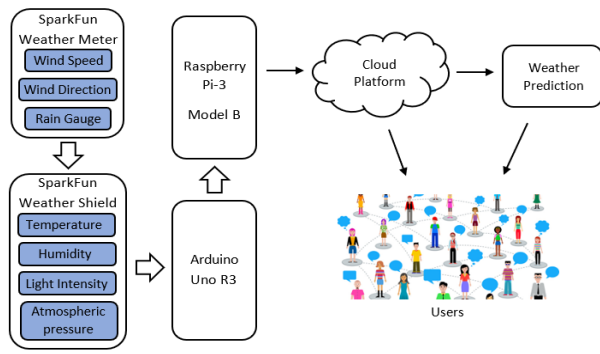 SparkFun
Weather Meter
Wind Speed
Wind Direction
Rain Gauge
SparkFun
Weather Shield
Temperature
Humidity
Light Intensity
Atmospheric
pressure
Raspberry
Pi-3
Model B
Arduino
Uno R3
Cloud
Platform
Weather
Prediction
Users